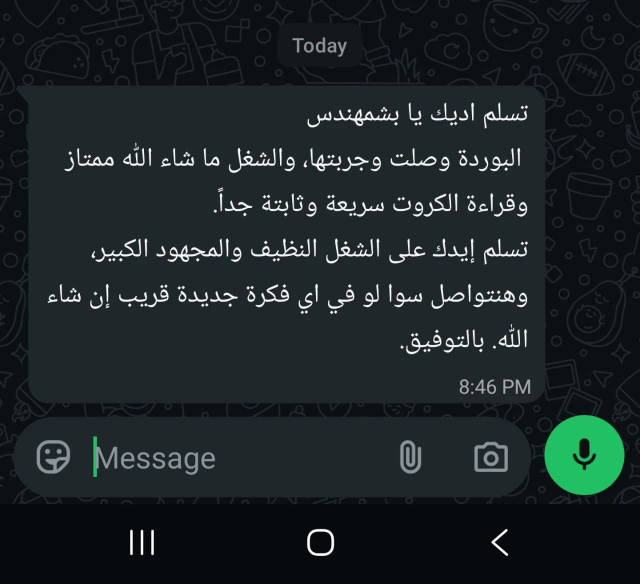 Today
تسلم اديك يا بشمهندس
البوردة وصلت وجربتها، والشغل ما شاء الله ممتاز
وقراءة الكروت سريعة وثابتة جداً.
تسلم إيدك على الشغل النظيف والمجهود الكبير،
وهنتواصل سوا لو في اي فكرة جديدة قريب إن شاء
الله. بالتوفيق.
8:46 PM
Message